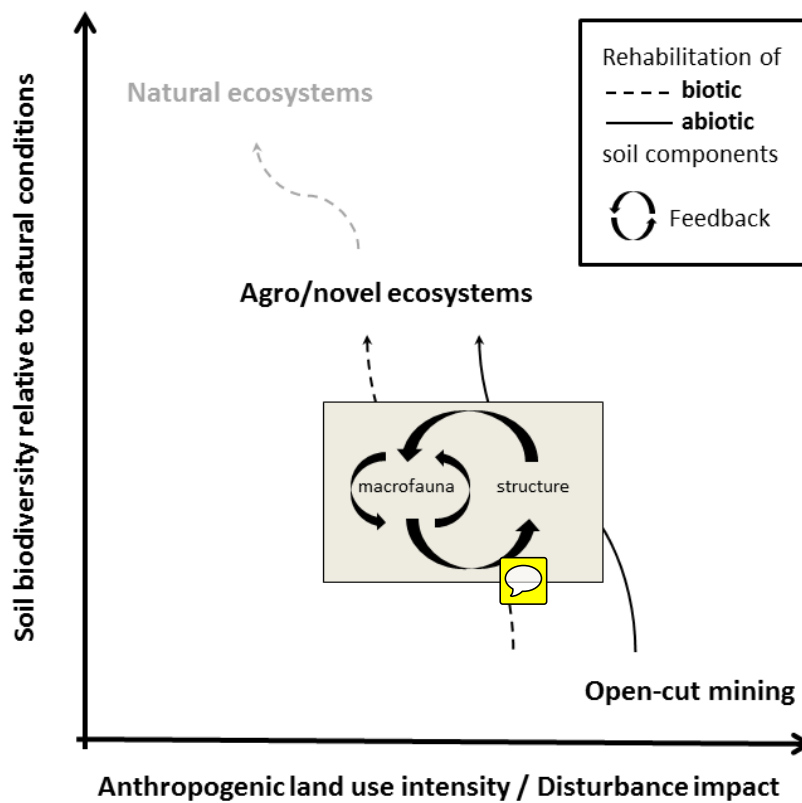 Soil biodiversity relative to natural conditions
Natural ecosystems
Rehabilitation of
biotic
abiotic
soil components
Feedback
Agro/novel ecosystems
macrofauna
structure
Open-cut mining
Anthropogenic land use intensity / Disturbance impact